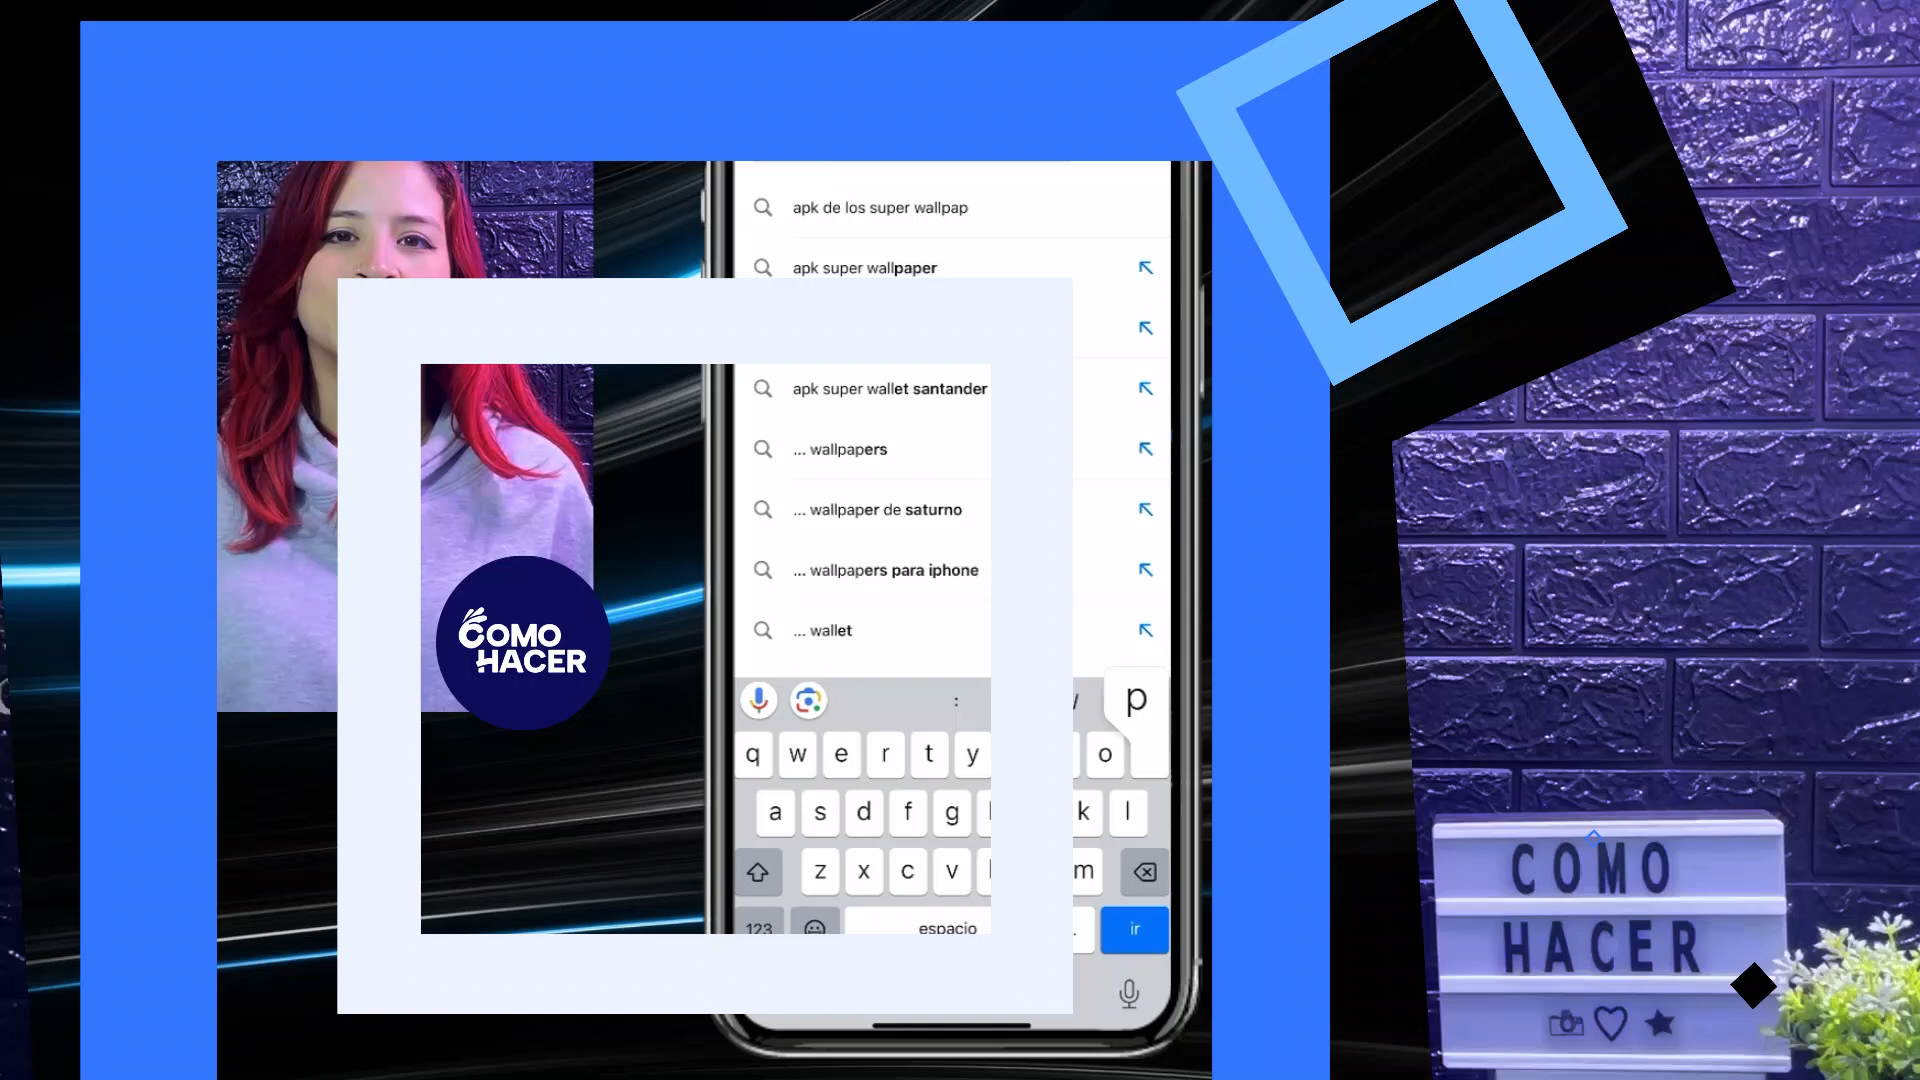 apk de los super wallpap
apk super wallpaper
apk super wallet santander
... wallpapers
... wallpaper de saturno
... wallpapers para iphone
... wallet
COMO
HACER
:
/
p
q w e r t y o
a s d f g k l
z x c v m
123 espacio . ir
COMO
HACER